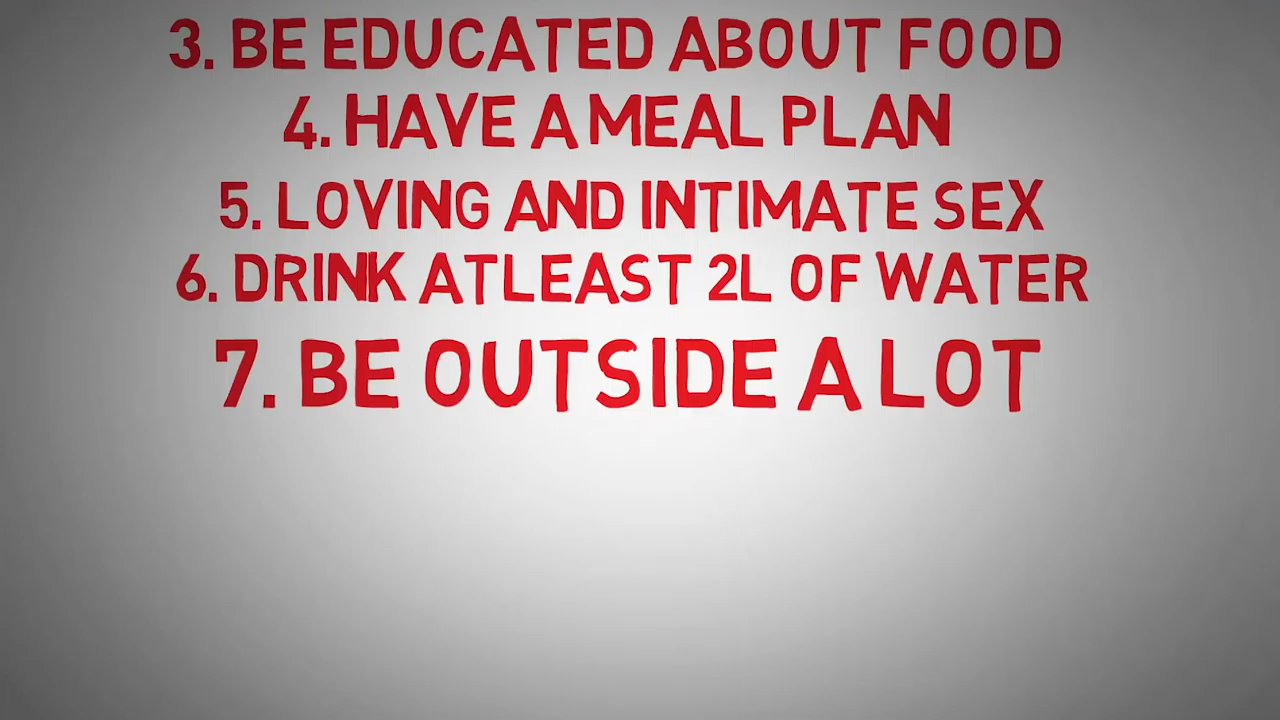 3. BE EDUCATED ABOUT FOOD
4. HAVE A MEAL PLAN
5. LOVING AND INTIMATE SEX
6. DRINK ATLEAST 2L OF WATER
7. BE OUTSIDE A LOT